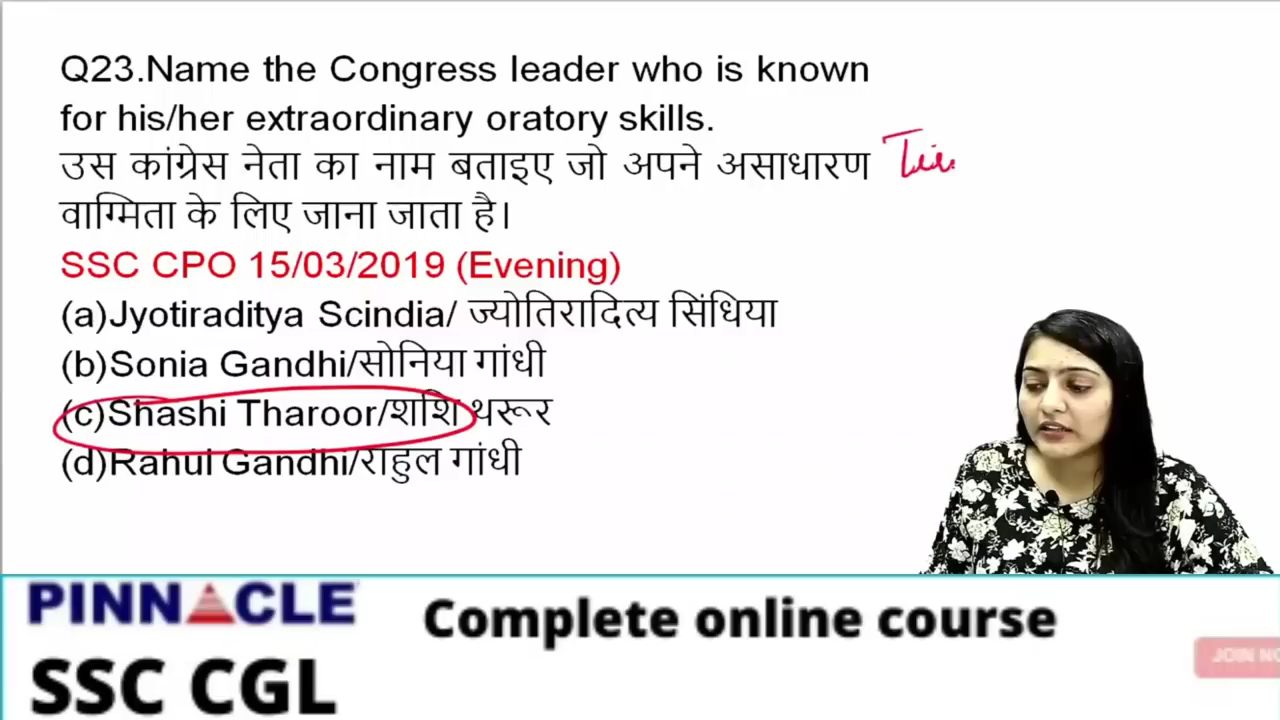 Q23.Name the Congress leader who is known
for his/her extraordinary oratory skills.
उस कांग्रेस नेता का नाम बताइए जो अपने असाधारण
वाग्मिता के लिए जाना जाता है।
SSC CPO 15/03/2019 (Evening)
(a)Jyotiraditya Scindia/ ज्योतिरादित्य सिंधिया
(b)Sonia Gandhi/सोनिया गांधी
(c)Shashi Tharoor/शशि थरूर
(d)Rahul Gandhi/राहुल गांधी
PINNACLE
Complete online course
SSC CGL
JOIN